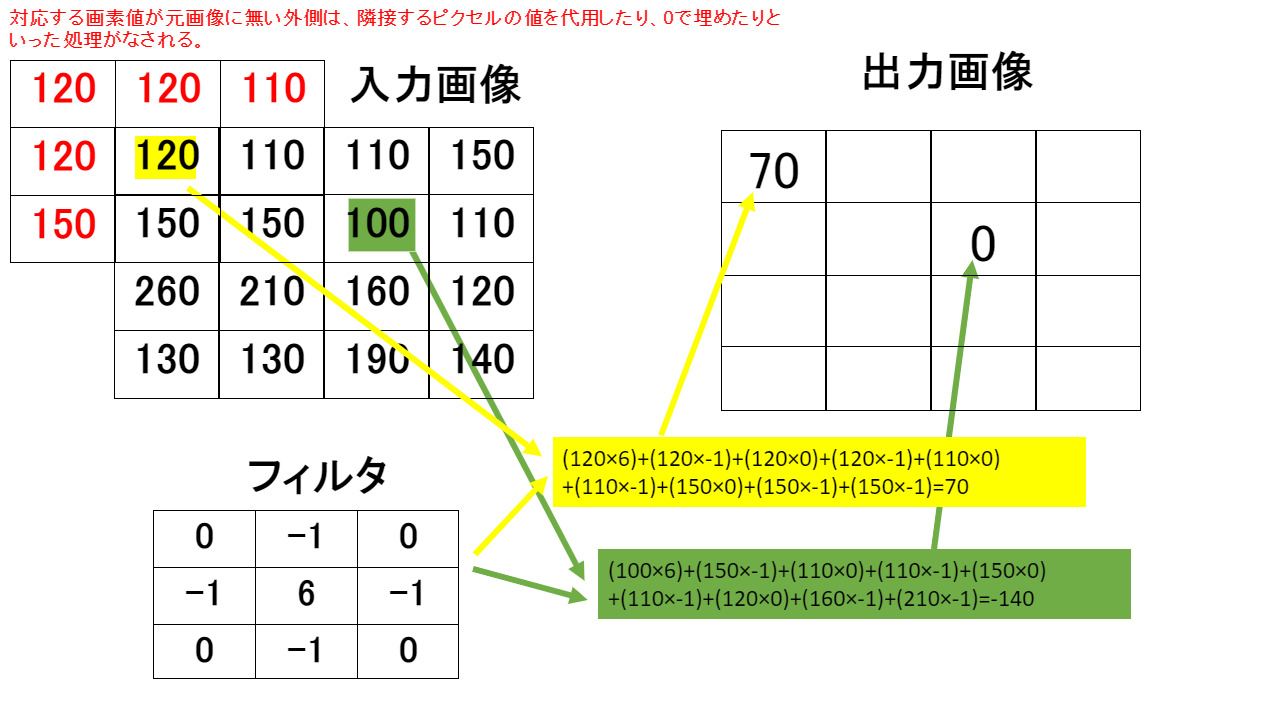 対応する画素値が元画像に無い外側は、隣接するピクセルの値を代用したり、0で埋めたりと
いった処理がなされる。
入力画像
出力画像
120 120 110
120 120 110 110 150
150 150 150 100 110
260 210 160 120
130 130 190 140
70
0
フィルタ
0 -1 0
-1 6 -1
0 -1 0
(120×6)+(120×-1)+(120×0)+(120×-1)+(110×0)
+(110×-1)+(150×0)+(150×-1)+(150×-1)=70
(100×6)+(150×-1)+(110×0)+(110×-1)+(150×0)
+(110×-1)+(120×0)+(160×-1)+(210×-1)=-140